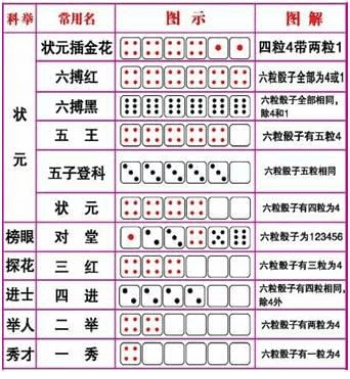 科举 常用名 图示 图解
状元 状元插金花 四粒4带两粒1
六搏红 六粒骰子全部为4或1
六搏黑 六粒骰子全部相同,
除4和1
五王 六粒骰子有五粒4
五子登科 六粒骰子五粒相同
状元 六粒骰子有四粒为4
榜眼 对堂 六粒骰子为123456
探花 三红 六粒骰子有三粒为4
进士 四进 六粒骰子有四粒相同,
除4外
举人 二举 六粒骰子有两粒为4
秀才 一秀 六粒骰子有一粒为4